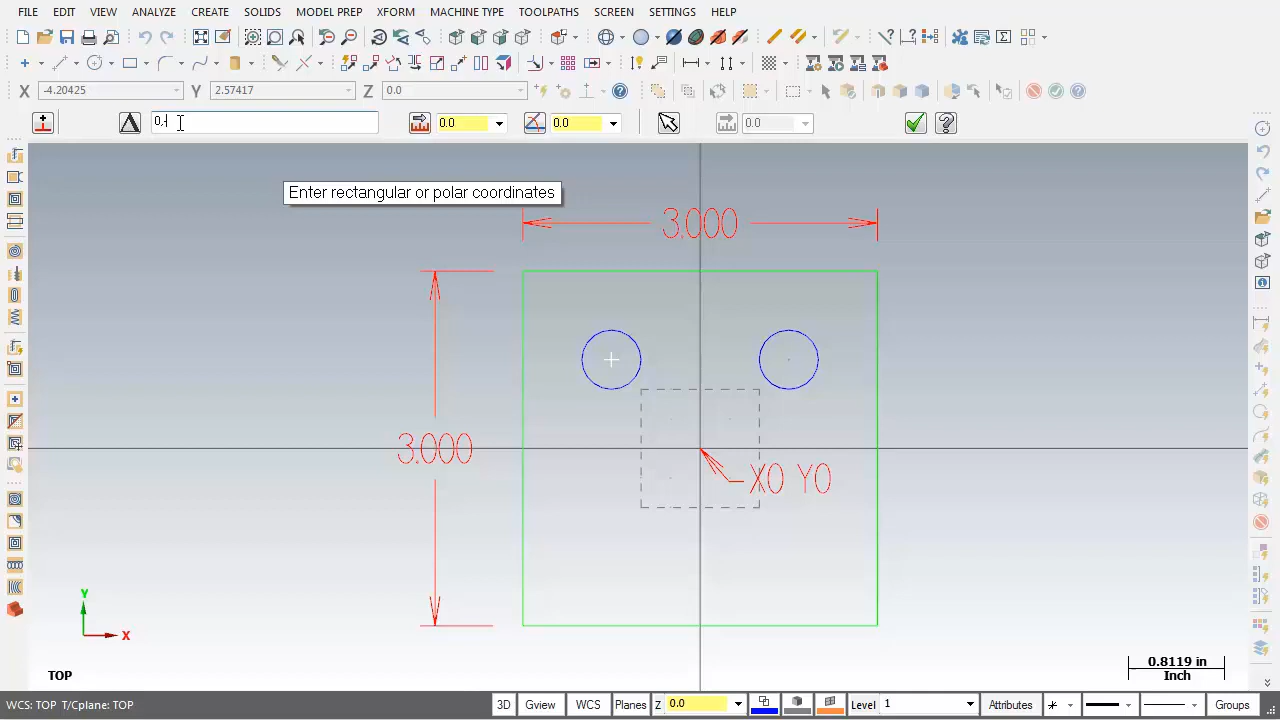 FILE EDIT VIEW ANALYZE CREATE SOLIDS MODEL PREP XFORM MACHINE TYPE TOOLPATHS SCREEN SETTINGS HELP
X -4.20425 Y 2.57417 Z 0.0
0,- 0.0 0.0 0.0
Enter rectangular or polar coordinates
3.000
3.000
X0 Y0
Y
X
0.8119 in
Inch
TOP
WCS: TOP T/Cplane: TOP 3D Gview WCS Planes Z 0.0 Level 1 Attributes Groups